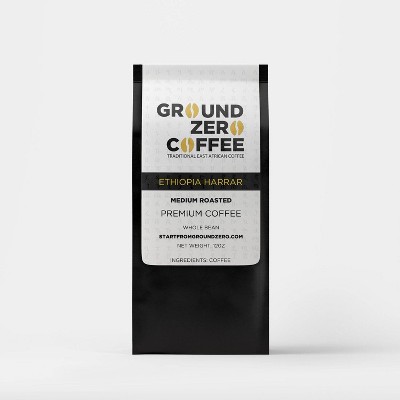 GROUND
ZERO
COFFEE
TRADITIONAL EAST AFRICAN COFFEE
ETHIOPIA HARRAR
MEDIUM ROASTED
PREMIUM COFFEE
WHOLE BEAN
STARTFROMGROUNDZERO.COM
NET WEIGHT: 12OZ
INGREDIENTS: COFFEE